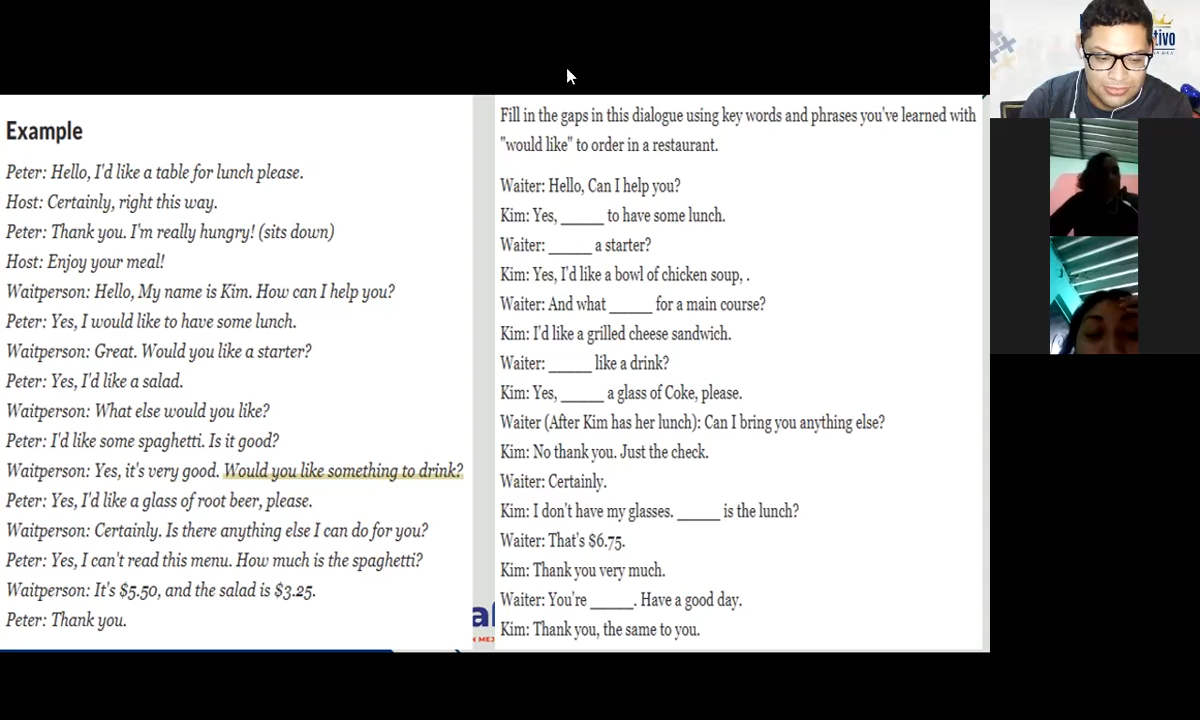 Example
Peter: Hello, I'd like a table for lunch please.
Host: Certainly, right this way.
Peter: Thank you. I'm really hungry! (sits down)
Host: Enjoy your meal!
Waitperson: Hello, My name is Kim. How can I help you?
Peter: Yes, I would like to have some lunch.
Waitperson: Great. Would you like a starter?
Peter: Yes, I'd like a salad.
Waitperson: What else would you like?
Peter: I'd like some spaghetti. Is it good?
Waitperson: Yes, it's very good. Would you like something to drink?
Peter: Yes, I'd like a glass of root beer, please.
Waitperson: Certainly. Is there anything else I can do for you?
Peter: Yes, I can't read this menu. How much is the spaghetti?
Waitperson: It's $5.50, and the salad is $3.25.
Peter: Thank you.
Fill in the gaps in this dialogue using key words and phrases you've learned with
"would like" to order in a restaurant.
Waiter: Hello, Can I help you?
Kim: Yes, _____ to have some lunch.
Waiter: _____ a starter?
Kim: Yes, I'd like a bowl of chicken soup, .
Waiter: And what _____ for a main course?
Kim: I'd like a grilled cheese sandwich.
Waiter: _____ like a drink?
Kim: Yes, _____ a glass of Coke, please.
Waiter (After Kim has her lunch): Can I bring you anything else?
Kim: No thank you. Just the check.
Waiter: Certainly.
Kim: I don't have my glasses. _____ is the lunch?
Waiter: That's $6.75.
Kim: Thank you very much.
Waiter: You're _____. Have a good day.
Kim: Thank you, the same to you.